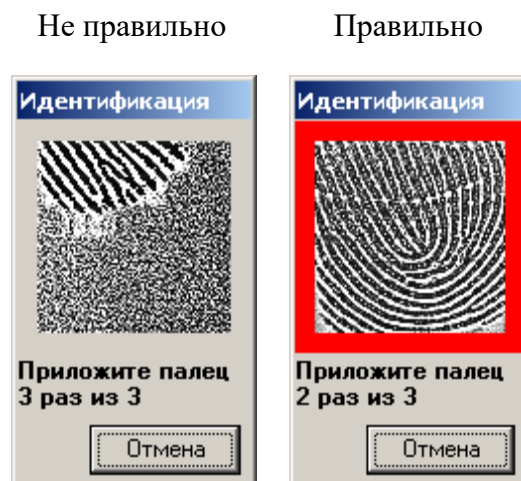 Не правильно
Правильно
Идентификация
Идентификация
Приложите палец
3 раз из 3
Приложите палец
2 раз из 3
Отмена
Отмена